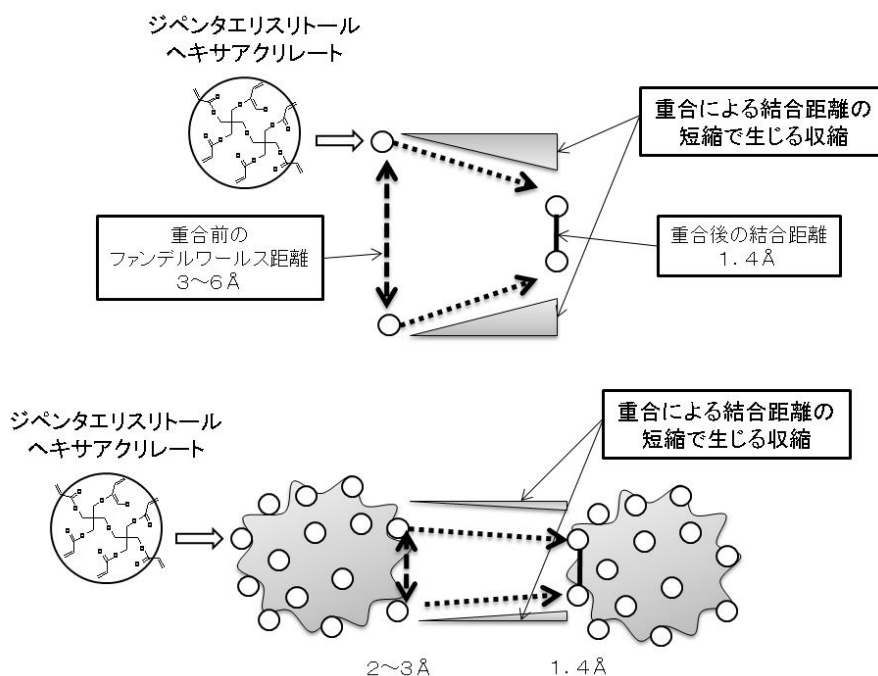 ジペンタエリスリトール
ヘキサアクリレート
重合による結合距離の
短縮で生じる収縮
重合前の
ファンデルワールス距離
3～6Å
重合後の結合距離
1.4Å
ジペンタエリスリトール
ヘキサアクリレート
重合による結合距離の
短縮で生じる収縮
2～3Å
1.4Å